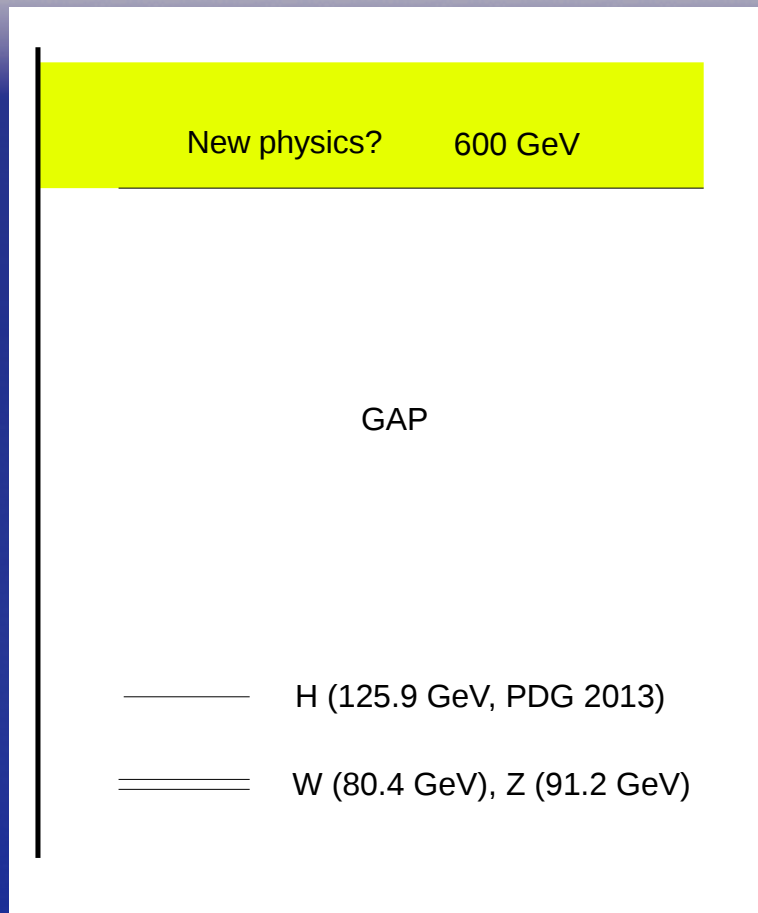 New physics? 600 GeV
GAP
H (125.9 GeV, PDG 2013)
W (80.4 GeV), Z (91.2 GeV)